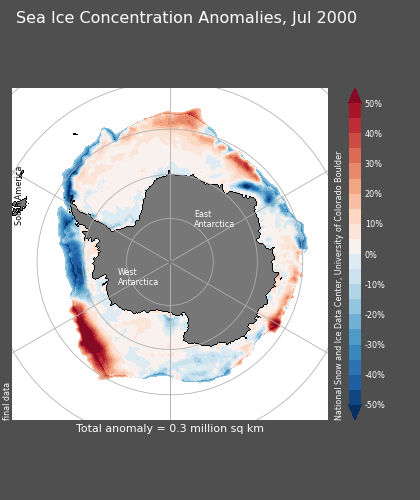 Sea Ice Concentration Anomalies, Jul 2000
South America
East
Antarctica
West
Antarctica
final data
National Snow and Ice Data Center, University of Colorado Boulder
50%
40%
30%
20%
10%
0%
-10%
-20%
-30%
-40%
-50%
Total anomaly = 0.3 million sq km